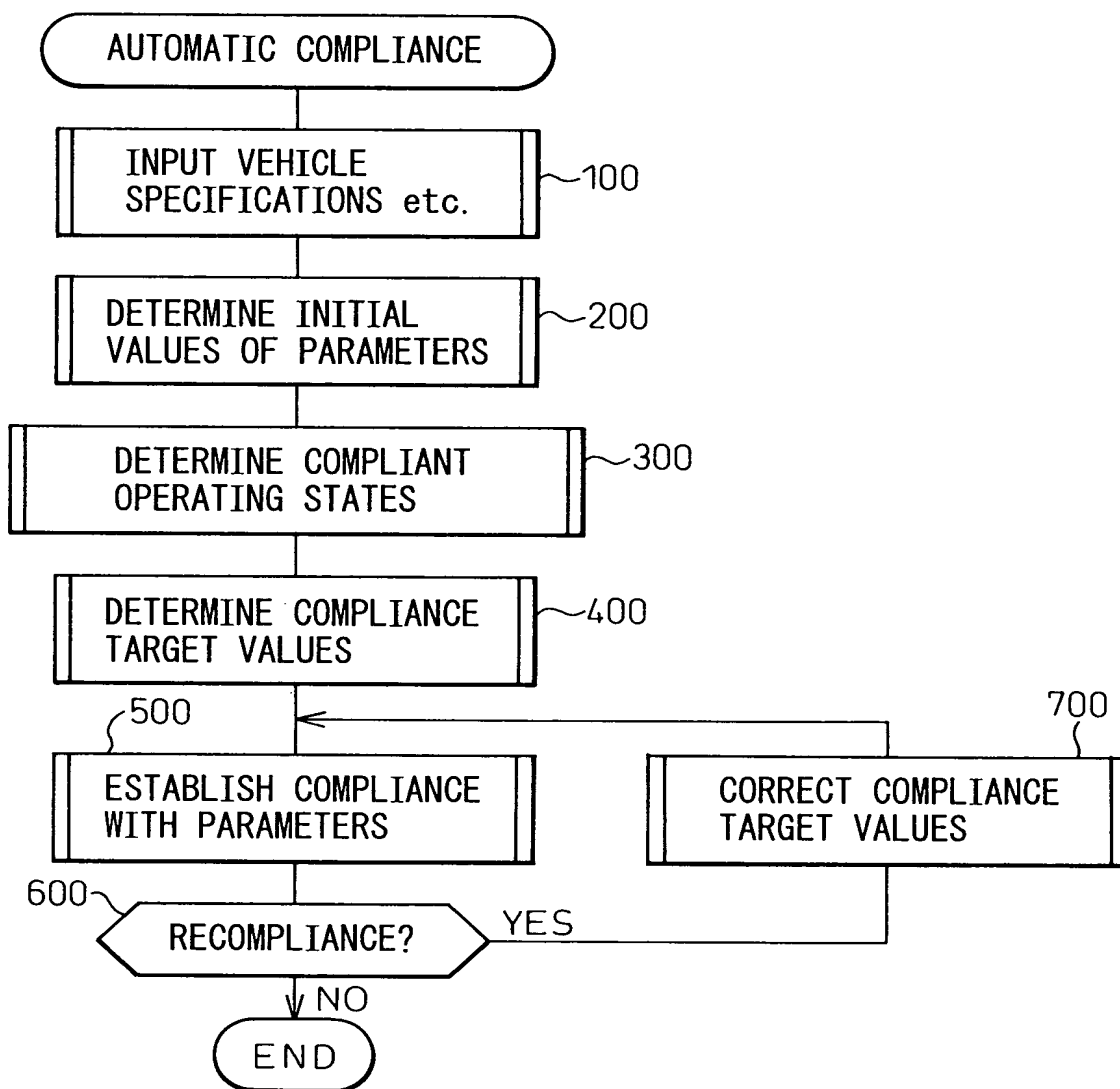 AUTOMATIC COMPLIANCE
INPUT VEHICLE
SPECIFICATIONS etc.
100
DETERMINE INITIAL
VALUES OF PARAMETERS
200
DETERMINE COMPLIANT
OPERATING STATES
300
DETERMINE COMPLIANCE
TARGET VALUES
400
500
ESTABLISH COMPLIANCE
WITH PARAMETERS
700
CORRECT COMPLIANCE
TARGET VALUES
600
RECOMPLIANCE?
YES
NO
END